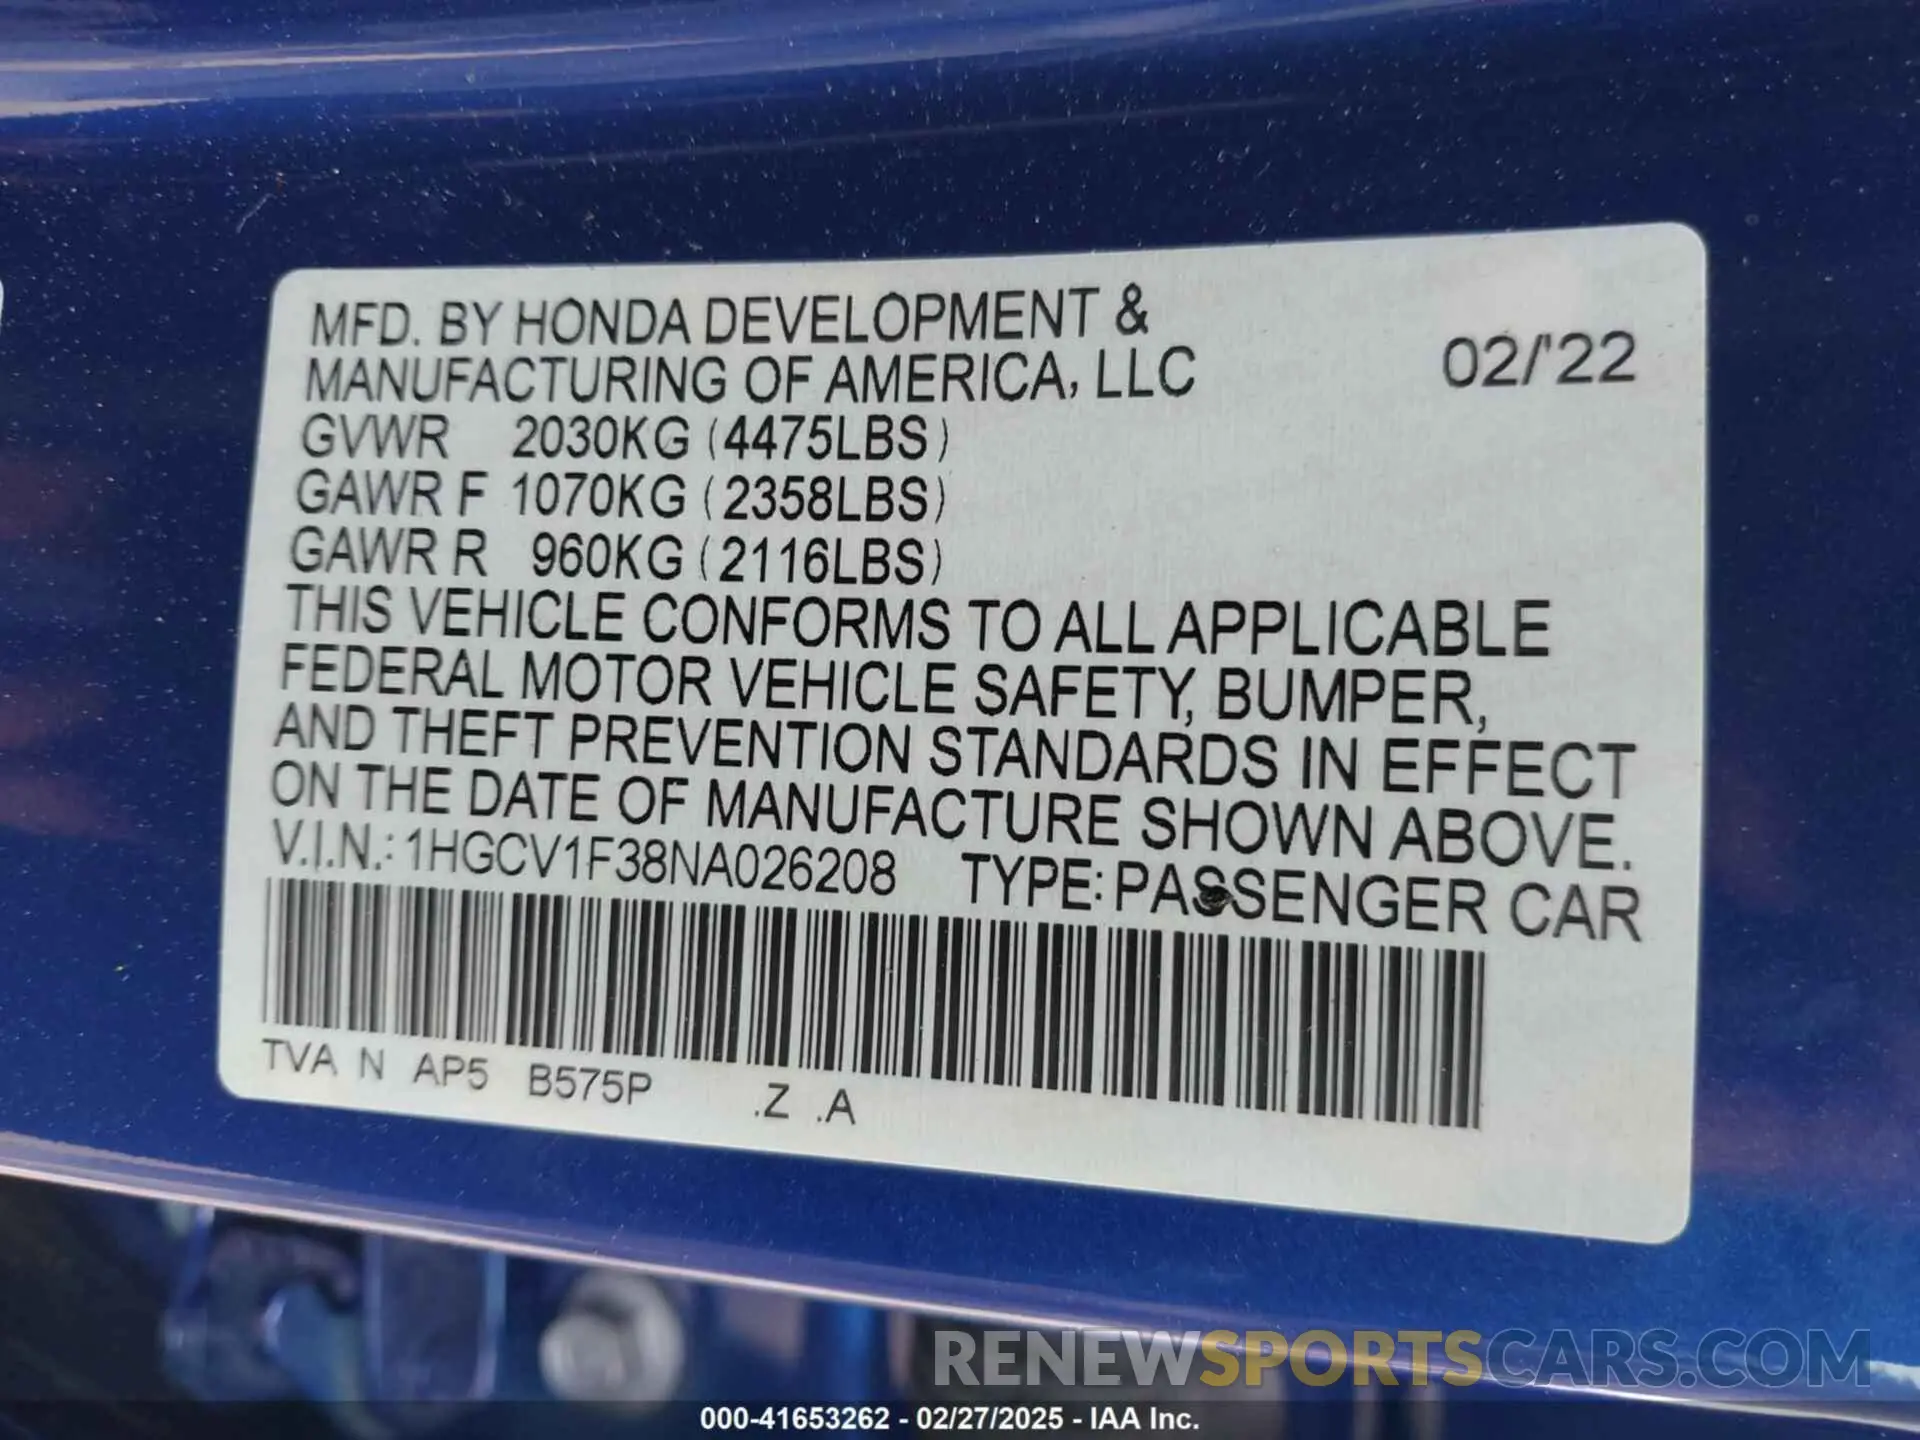 MFD. BY HONDA DEVELOPMENT &
MANUFACTURING OF AMERICA, LLC 02/'22
GVWR 2030KG (4475LBS)
GAWR F 1070KG (2358LBS)
GAWR R 960KG (2116LBS)
THIS VEHICLE CONFORMS TO ALL APPLICABLE
FEDERAL MOTOR VEHICLE SAFETY, BUMPER,
AND THEFT PREVENTION STANDARDS IN EFFECT
ON THE DATE OF MANUFACTURE SHOWN ABOVE.
V.I.N.: 1HGCV1F38NA026208 TYPE: PASSENGER CAR
TVA N AP5 B575P .Z .A
RENEWSPORTSCARS.COM
000-41653262 - 02/27/2025 - IAA Inc.